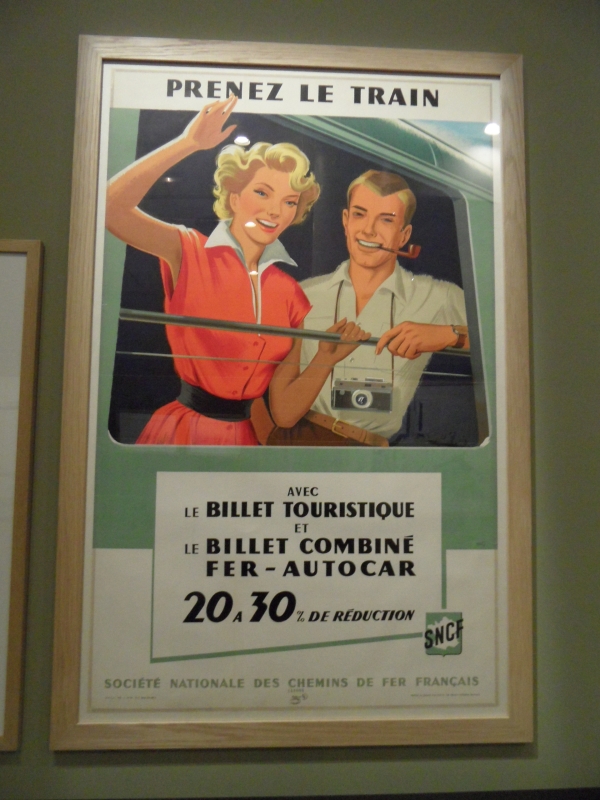 PRENEZ LE TRAIN
AVEC
LE BILLET TOURISTIQUE
ET
LE BILLET COMBINÉ
FER-AUTOCAR
20 A 30 % DE RÉDUCTION
SNCF
SOCIÉTÉ NATIONALE DES CHEMINS DE FER FRANÇAIS